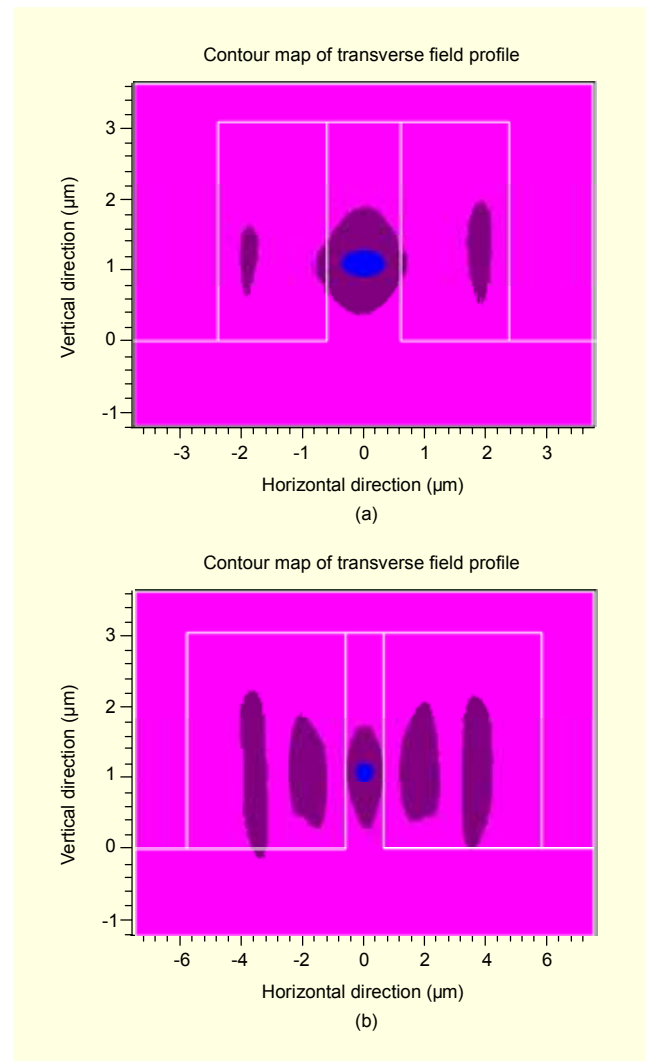 Contour map of transverse field profile
3
2
1
0
-1
Vertical direction (µm)
-3 -2 -1 0 1 2 3
Horizontal direction (µm)
(a)
Contour map of transverse field profile
3
2
1
0
-1
Vertical direction (µm)
-6 -4 -2 0 2 4 6
Horizontal direction (µm)
(b)